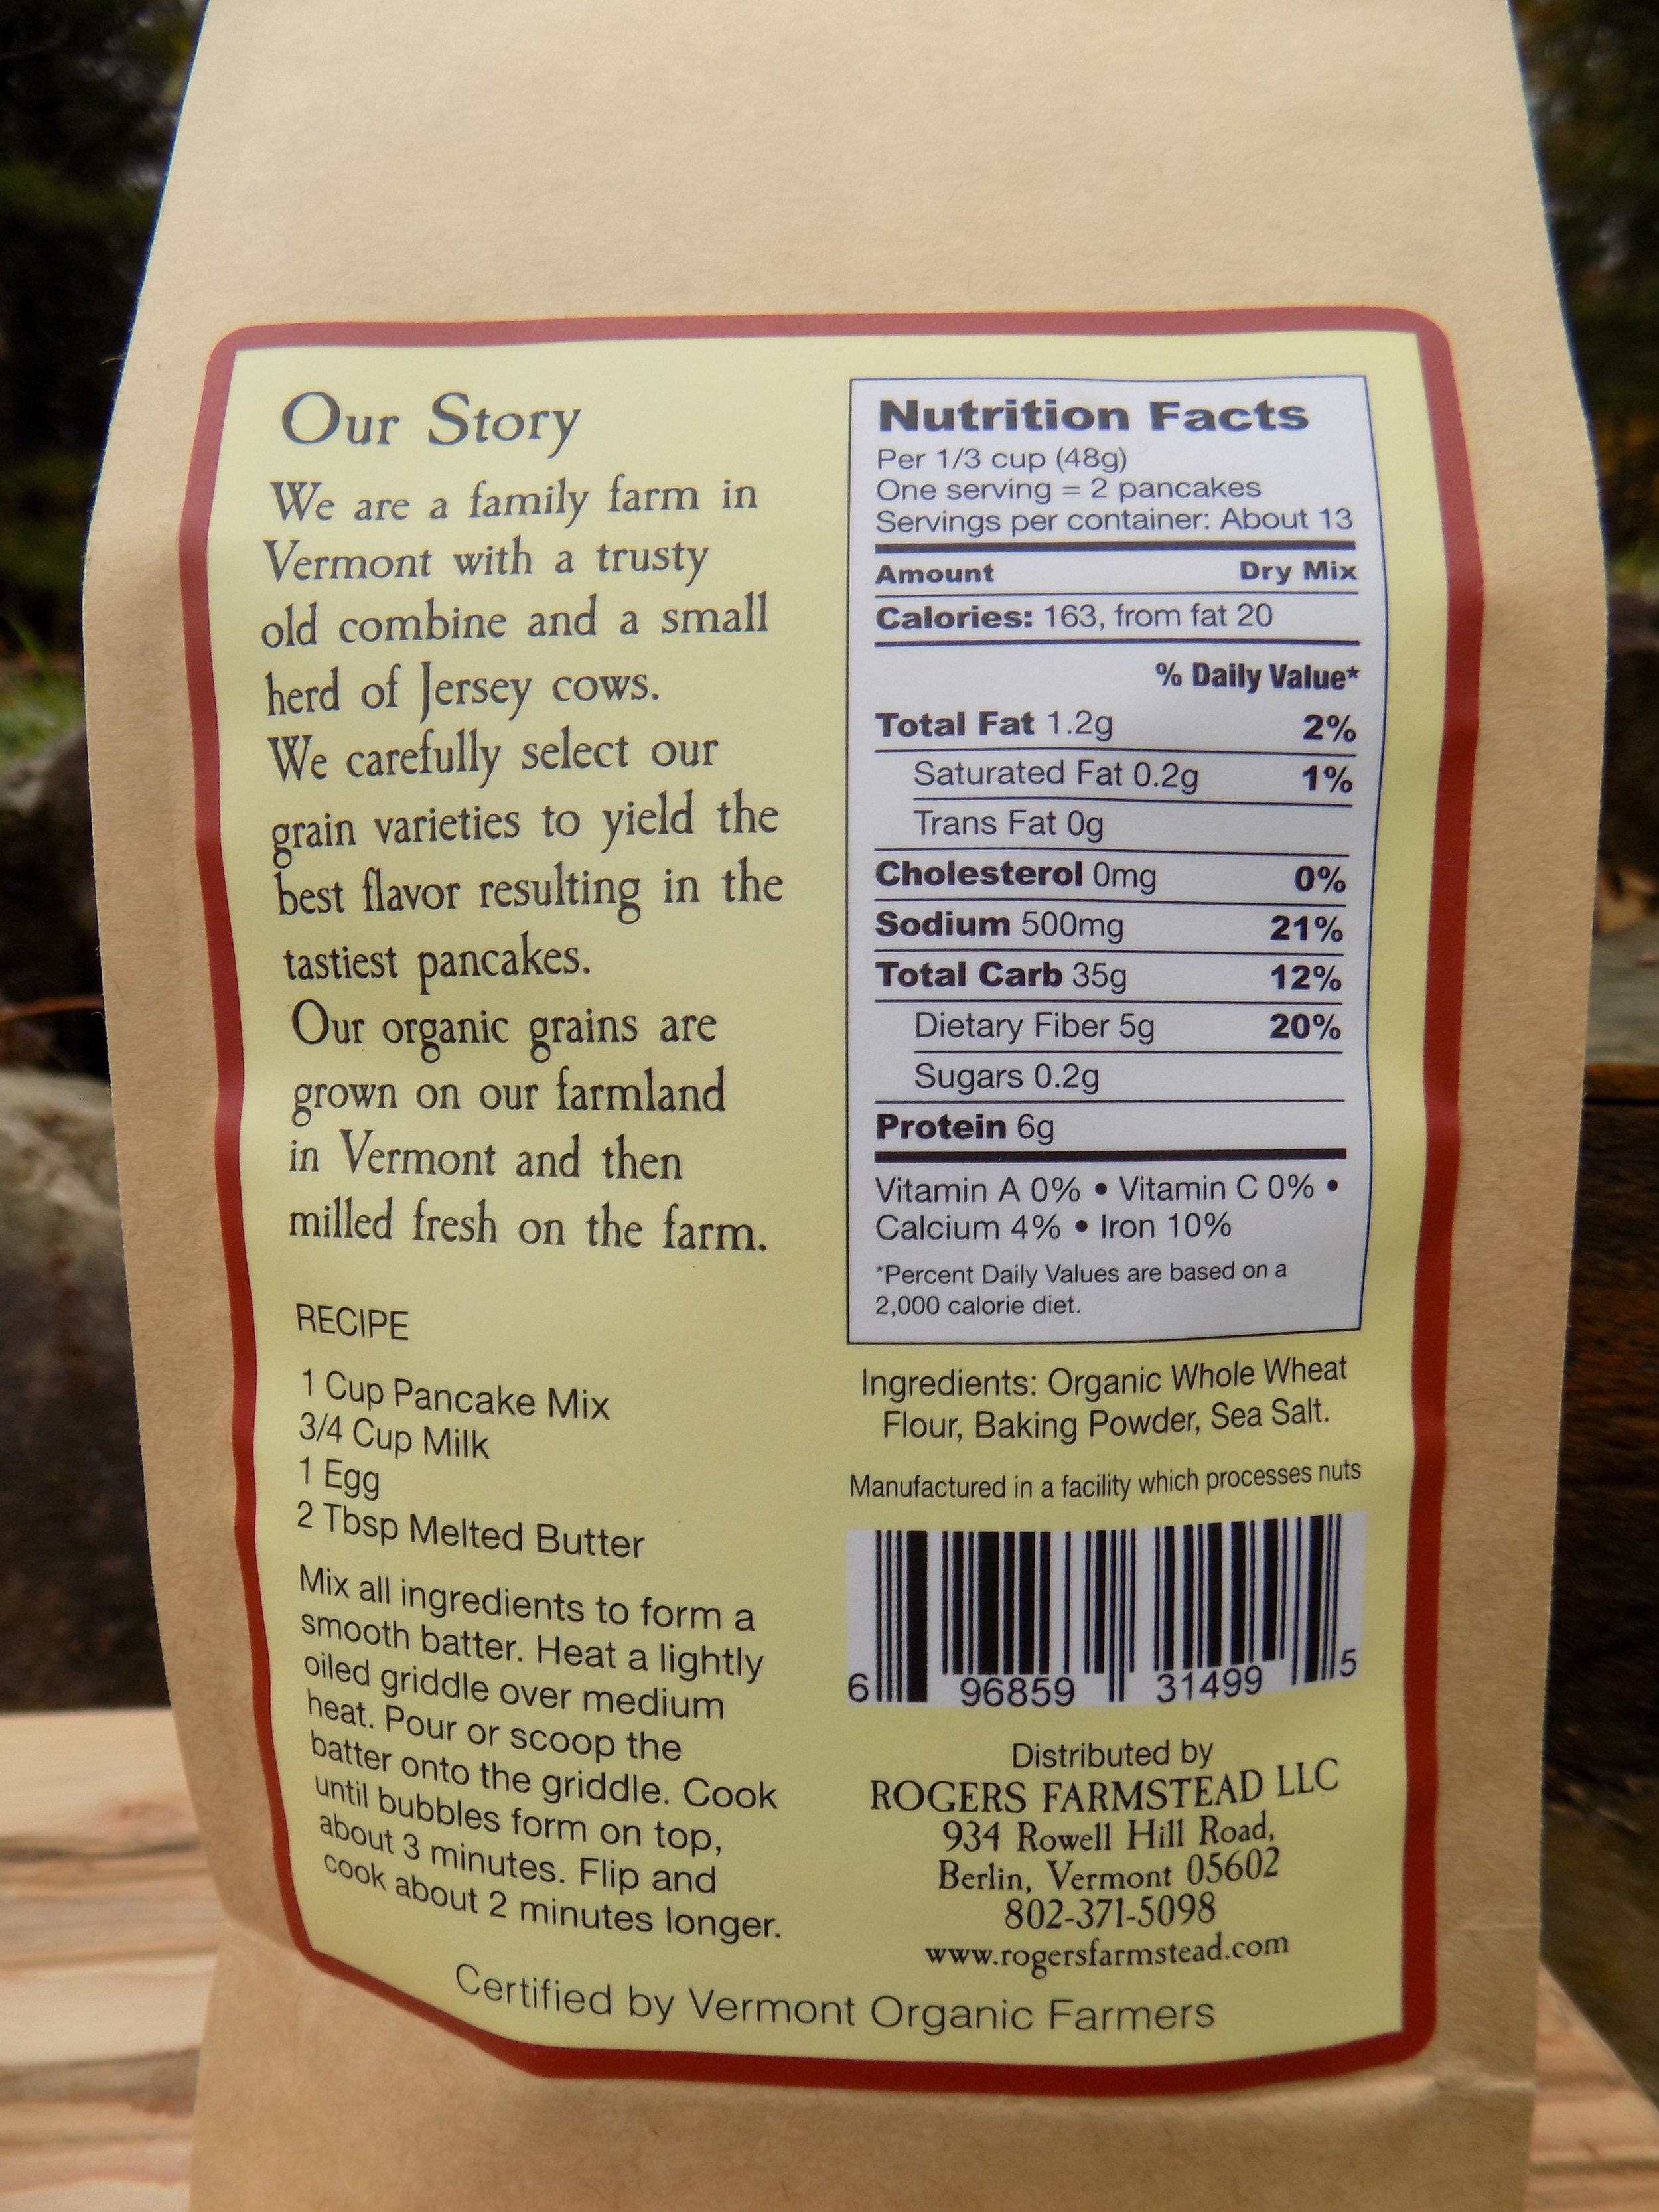 Our Story
We are a family farm in
Vermont with a trusty
old combine and a small
herd of Jersey cows.
We carefully select our
grain varieties to yield the
best flavor resulting in the
tastiest pancakes.
Our organic grains are
grown on our farmland
in Vermont and then
milled fresh on the farm.
RECIPE
1 Cup Pancake Mix
3/4 Cup Milk
1 Egg
2 Tbsp Melted Butter
Mix all ingredients to form a
smooth batter. Heat a lightly
oiled griddle over medium
heat. Pour or scoop the
batter onto the griddle. Cook
until bubbles form on top,
about 3 minutes. Flip and
cook about 2 minutes longer.
Nutrition Facts
Per 1/3 cup (48g)
One serving = 2 pancakes
Servings per container: About 13
Amount Dry Mix
Calories: 163, from fat 20
% Daily Value*
Total Fat 1.2g 2%
Saturated Fat 0.2g 1%
Trans Fat 0g
Cholesterol 0mg 0%
Sodium 500mg 21%
Total Carb 35g 12%
Dietary Fiber 5g 20%
Sugars 0.2g
Protein 6g
Vitamin A 0% • Vitamin C 0% •
Calcium 4% • Iron 10%
*Percent Daily Values are based on a
2,000 calorie diet.
Ingredients: Organic Whole Wheat
Flour, Baking Powder, Sea Salt.
Manufactured in a facility which processes nuts
6 96859 31499 5
Distributed by
ROGERS FARMSTEAD LLC
934 Rowell Hill Road,
Berlin, Vermont 05602
802-371-5098
www.rogersfarmstead.com
Certified by Vermont Organic Farmers